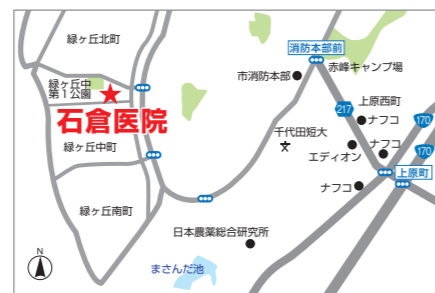 緑ヶ丘北町
消防本部前
赤峰キャンプ場
市消防本部
緑ヶ丘中
第1公園
217
上原西町
ナフコ
170
石倉医院
千代田短大
ナフコ
170
エディオン
緑ヶ丘中町
上原町
ナフコ
緑ヶ丘南町
日本農薬総合研究所
まさんだ池
N